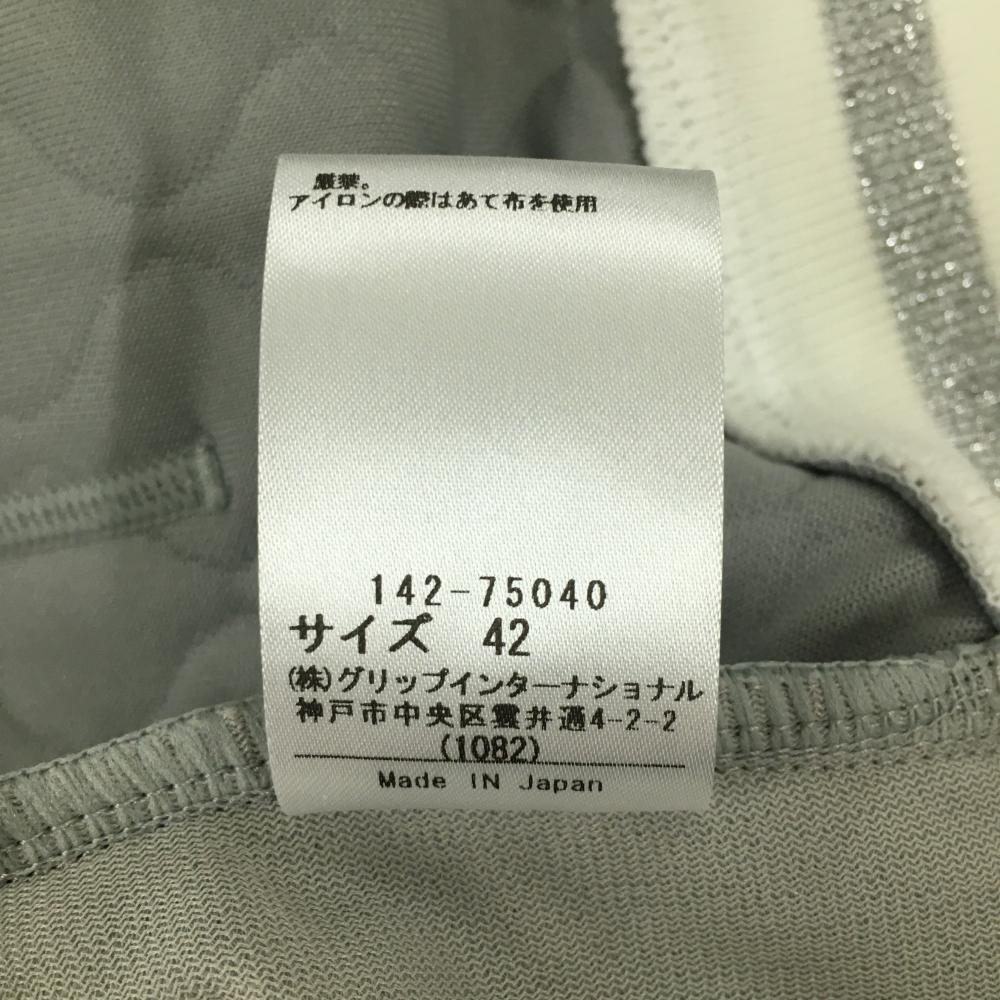 厳禁。
アイロンの際はあて布を使用
142-75040
サイズ 42
(株)グリップインターナショナル
神戸市中央区雲井通4-2-2
(1082)
Made IN Japan